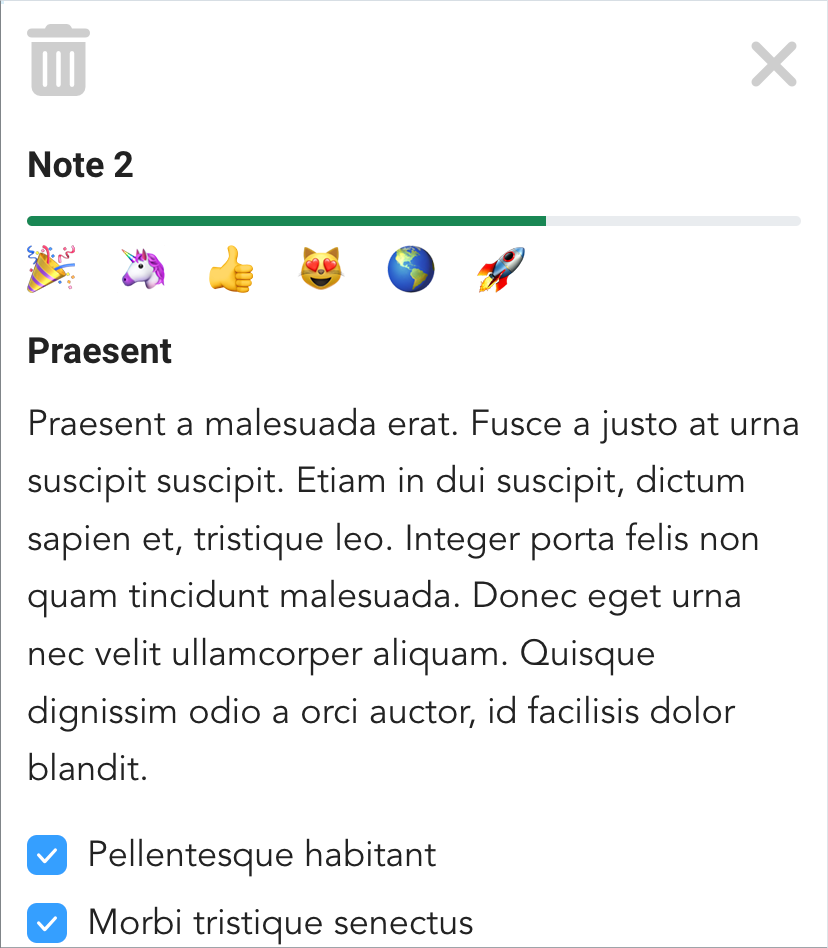 Note 2
🎉 🦄 👍 😻 🌎 🚀
Praesent
Praesent a malesuada erat. Fusce a justo at urna
suscipit suscipit. Etiam in dui suscipit, dictum
sapien et, tristique leo. Integer porta felis non
quam tincidunt malesuada. Donec eget urna
nec velit ullamcorper aliquam. Quisque
dignissim odio a orci auctor, id facilisis dolor
blandit.
Pellentesque habitant
Morbi tristique senectus